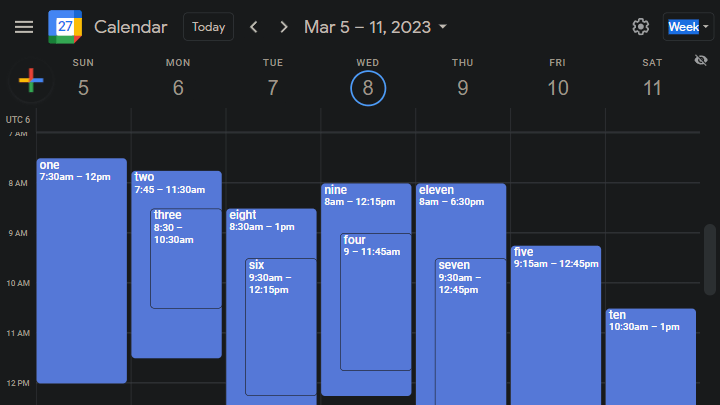 27 Calendar Today Mar 5 – 11, 2023 Week
SUN MON TUE WED THU FRI SAT
5 6 7 8 9 10 11
UTC 6
7 AM
8 AM
9 AM
10 AM
11 AM
12 PM
one
7:30am – 12pm
two
7:45 – 11:30am
three
8:30 –
10:30am
eight
8:30am – 1pm
six
9:30am –
12:15pm
nine
8am – 12:15pm
four
9 – 11:45am
eleven
8am – 6:30pm
seven
9:30am –
12:45pm
five
9:15am – 12:45pm
ten
10:30am – 1pm